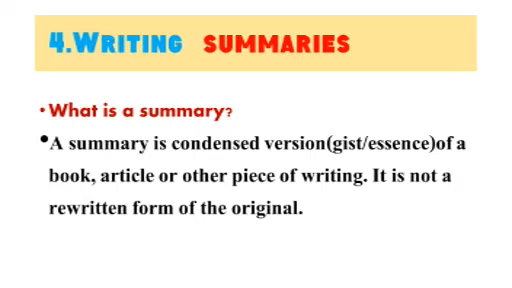 4.Writing summaries
• What is a summary?
• A summary is condensed version(gist/essence)of a
book, article or other piece of writing. It is not a
rewritten form of the original.